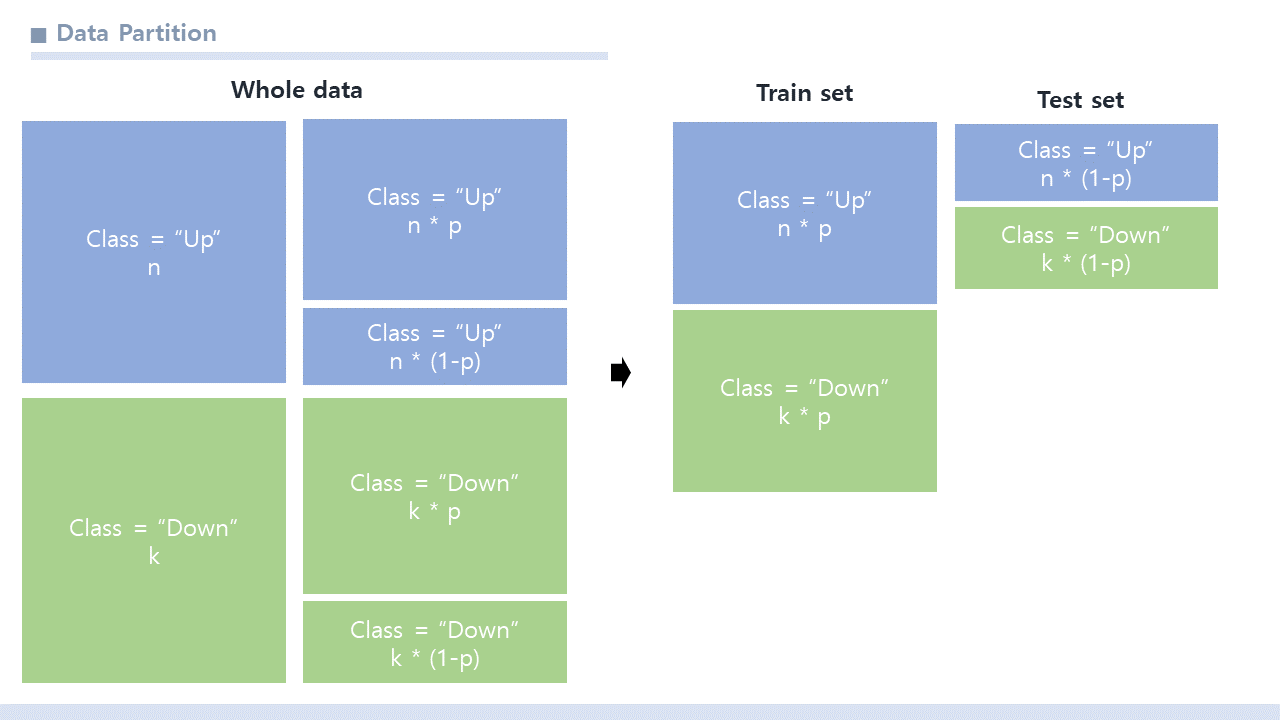 Data Partition
Whole data
Class = “Up”
n
Class = “Up”
n * p
Class = “Up”
n * (1-p)
Class = “Down”
k
Class = “Down”
k * p
Class = “Down”
k * (1-p)
Train set
Class = “Up”
n * p
Class = “Down”
k * p
Test set
Class = “Up”
n * (1-p)
Class = “Down”
k * (1-p)